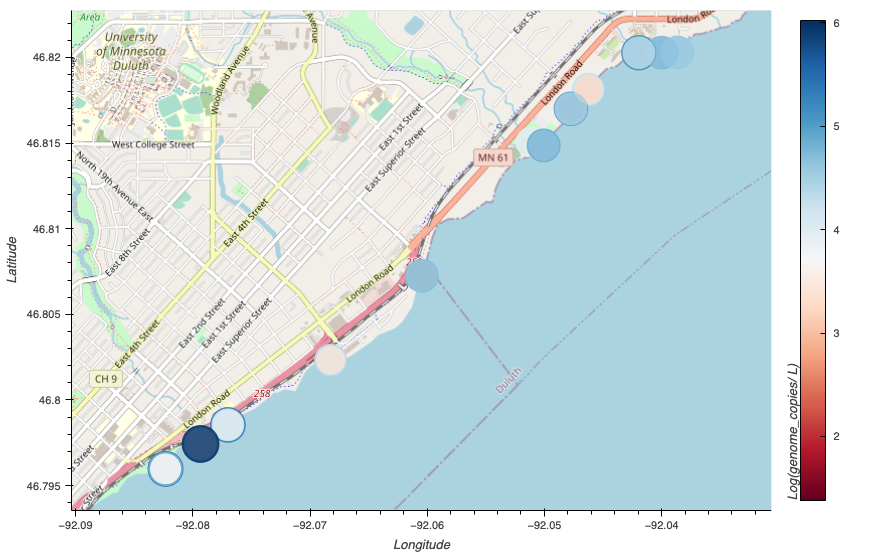 Area
University
of Minnesota
Duluth
Woodland Avenue
Avenue
East Su
London Ro
London Road
West College Street
North 19th Avenue East
East 1st Street
East Superior Street
MN 61
East 4th Street
East 8th Street
London Road
East 2nd Street
East 1st Street
East Superior Street
East 4th Street
CH 9
258
London Road
Duluth
Street
Street
46.82
46.815
46.81
46.805
46.8
46.795
Latitude
−92.09
−92.08
−92.07
−92.06
−92.05
−92.04
Longitude
6
5
4
3
2
Log(genome_copies/ L)